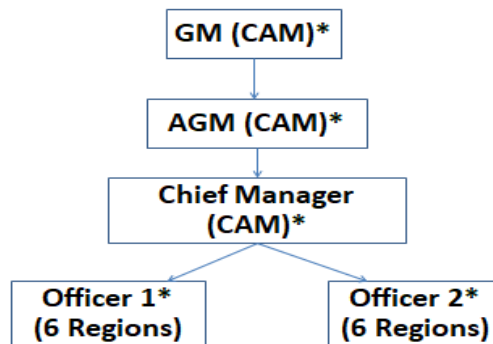 GM (CAM)*
AGM (CAM)*
Chief Manager
(CAM)*
Officer 1*
(6 Regions)
Officer 2*
(6 Regions)